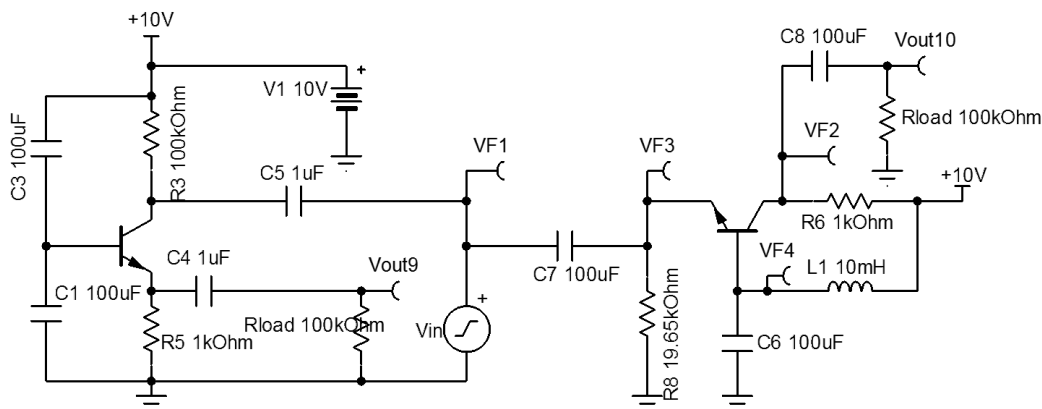 +10V
C3 100uF
R3 100kOhm
V1 10V
+
C5 1uF
VF1
C1 100uF
C4 1uF
Vout9
R5 1kOhm
Rload 100kOhm
Vin
+
C7 100uF
VF3
R8 19.65kOhm
C8 100uF
Vout10
Rload 100kOhm
VF2
+10V
R6 1kOhm
VF4
L1 10mH
C6 100uF